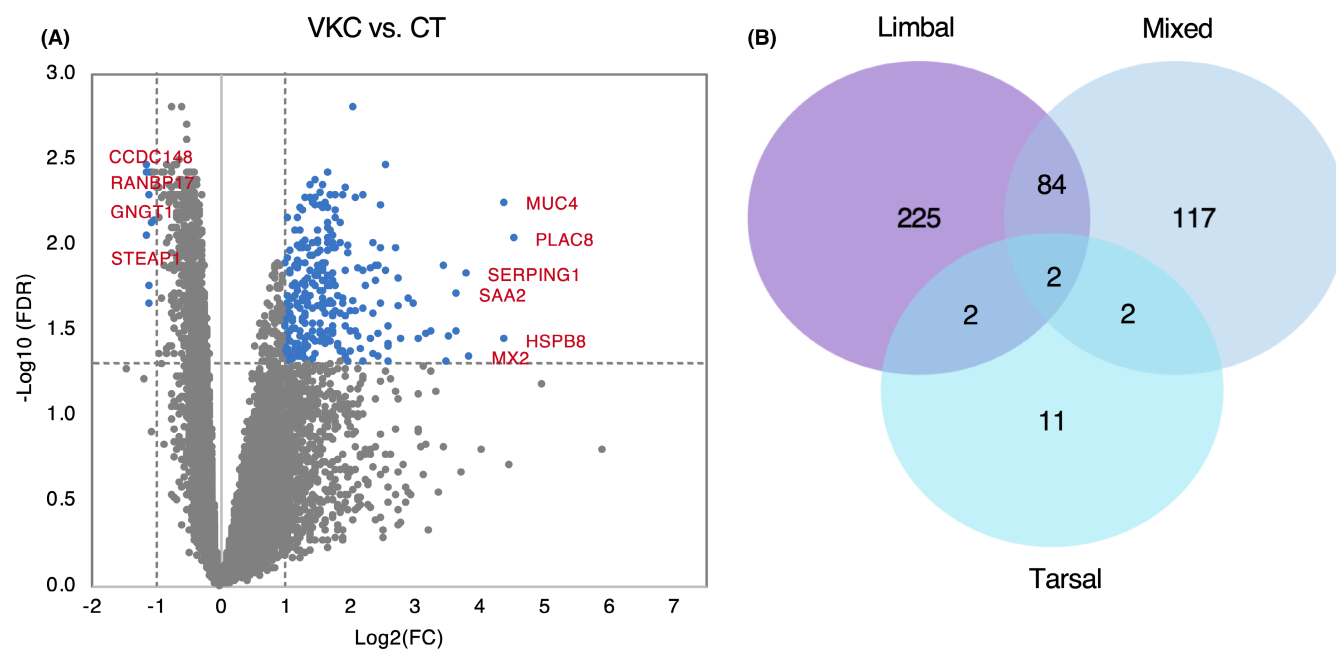 (A)
VKC vs. CT
3.0
2.5
2.0
1.5
1.0
0.5
0.0
-Log10 (FDR)
CCDC148
RANBP17
GNGT1
STEAP1
MUC4
PLAC8
SERPING1
SAA2
HSPB8
MX2
-2 -1 0 1 2 3 4 5 6 7
Log2(FC)
(B)
Limbal Mixed
84
225 117
2
2 2
11
Tarsal